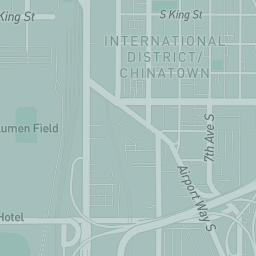 King St
S King St
INTERNATIONAL
DISTRICT/
CHINATOWN
umen Field
7th Ave S
Airport Way S
Hotel